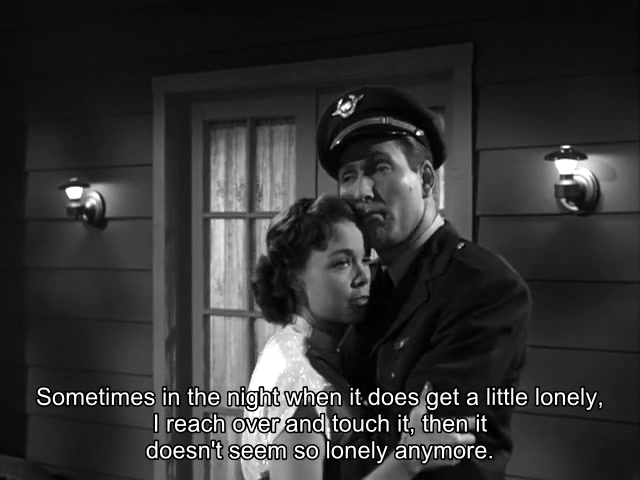 Sometimes in the night when it does get a little lonely,
I reach over and touch it, then it
doesn't seem so lonely anymore.